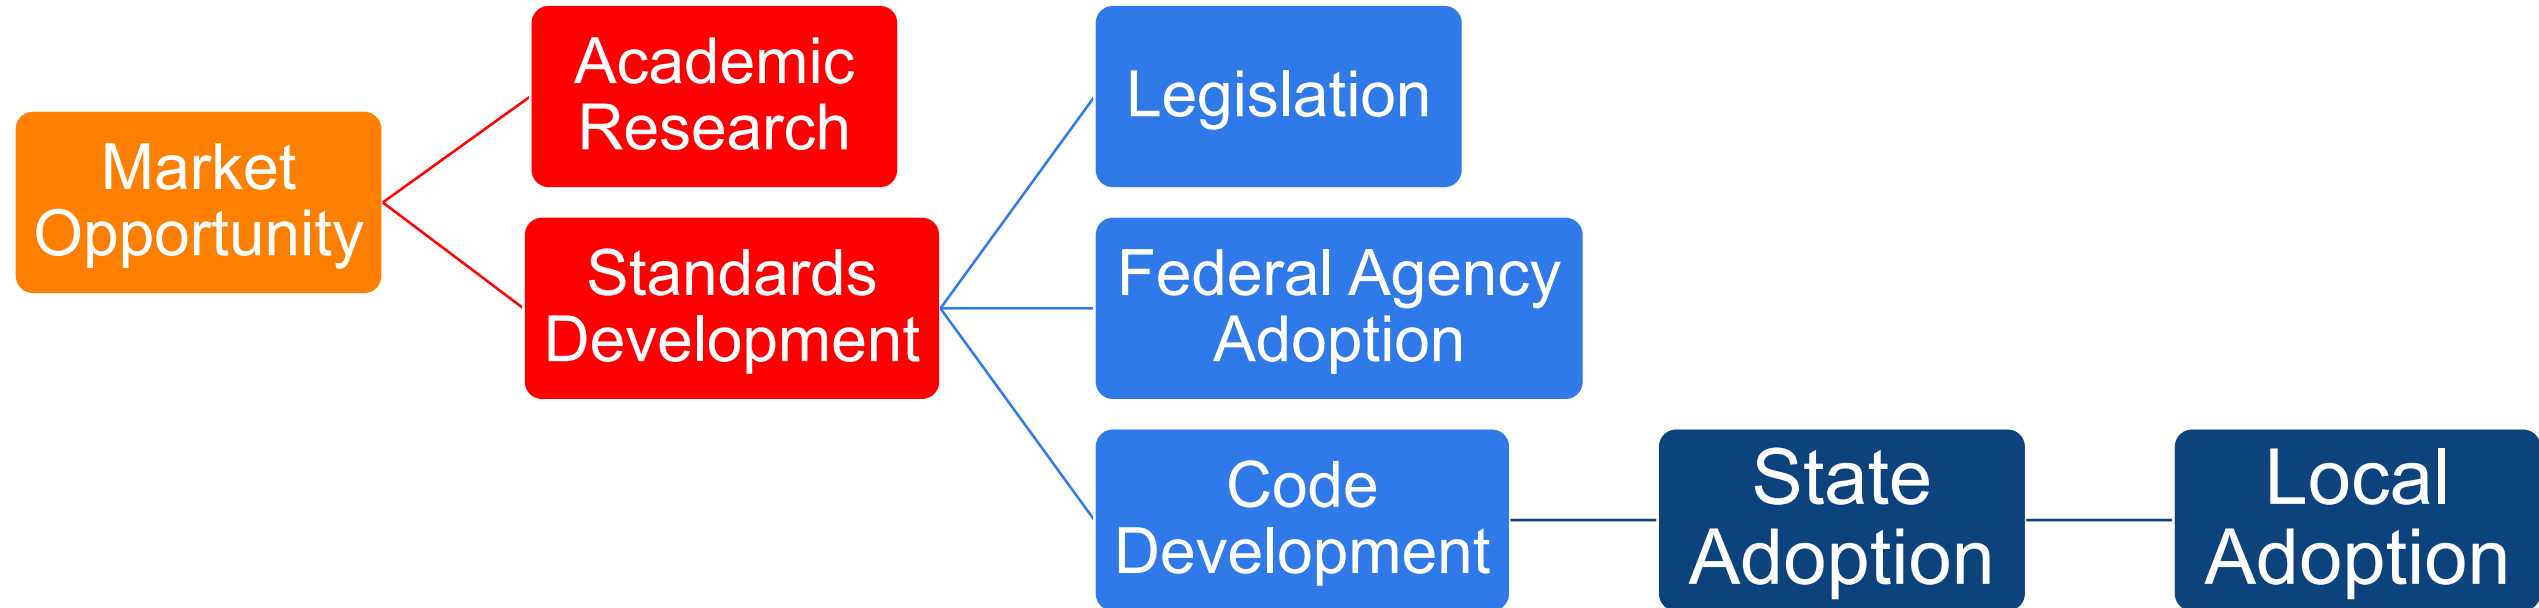 Market
Opportunity
Academic
Research
Standards
Development
Legislation
Federal Agency
Adoption
Code
Development
State
Adoption
Local
Adoption